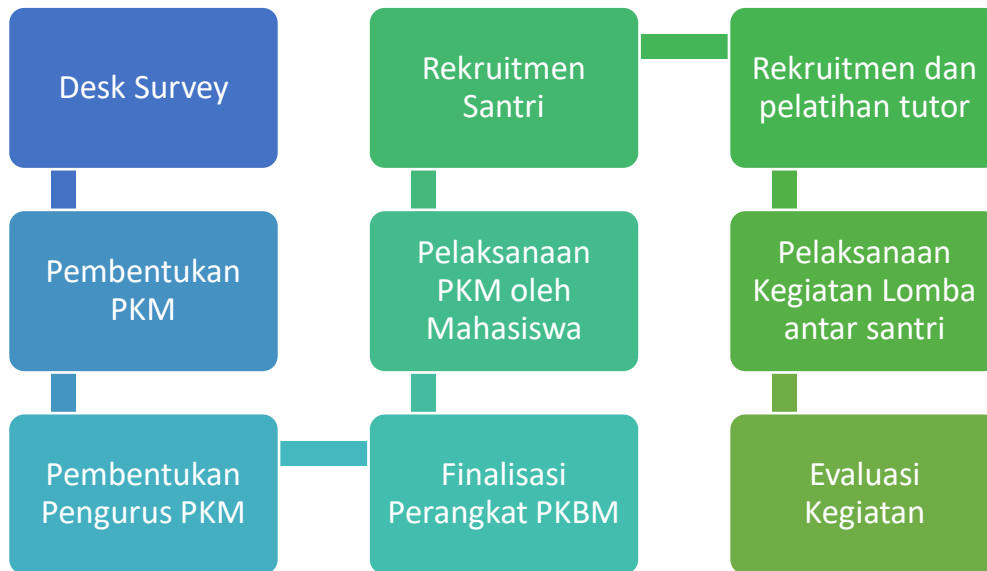 Desk Survey
Pembentukan
PKM
Pembentukan
Pengurus PKM
Finalisasi
Perangkat PKBM
Pelaksanaan
PKM oleh
Mahasiswa
Rekruitmen
Santri
Rekruitmen dan
pelatihan tutor
Pelaksanaan
Kegiatan Lomba
antar santri
Evaluasi
Kegiatan